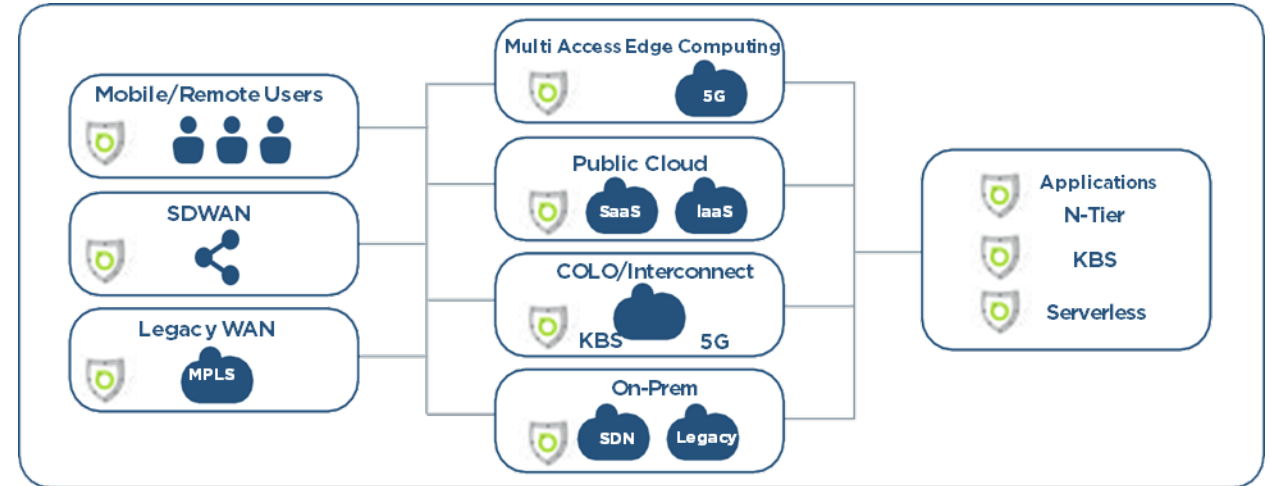 Mobile/Remote Users
SDWAN
Legacy WAN
MPLS
Multi Access Edge Computing
5G
Public Cloud
SaaS IaaS
COLO/Interconnect
KBS 5G
On-Prem
SDN Legacy
Applications
N-Tier
KBS
Serverless